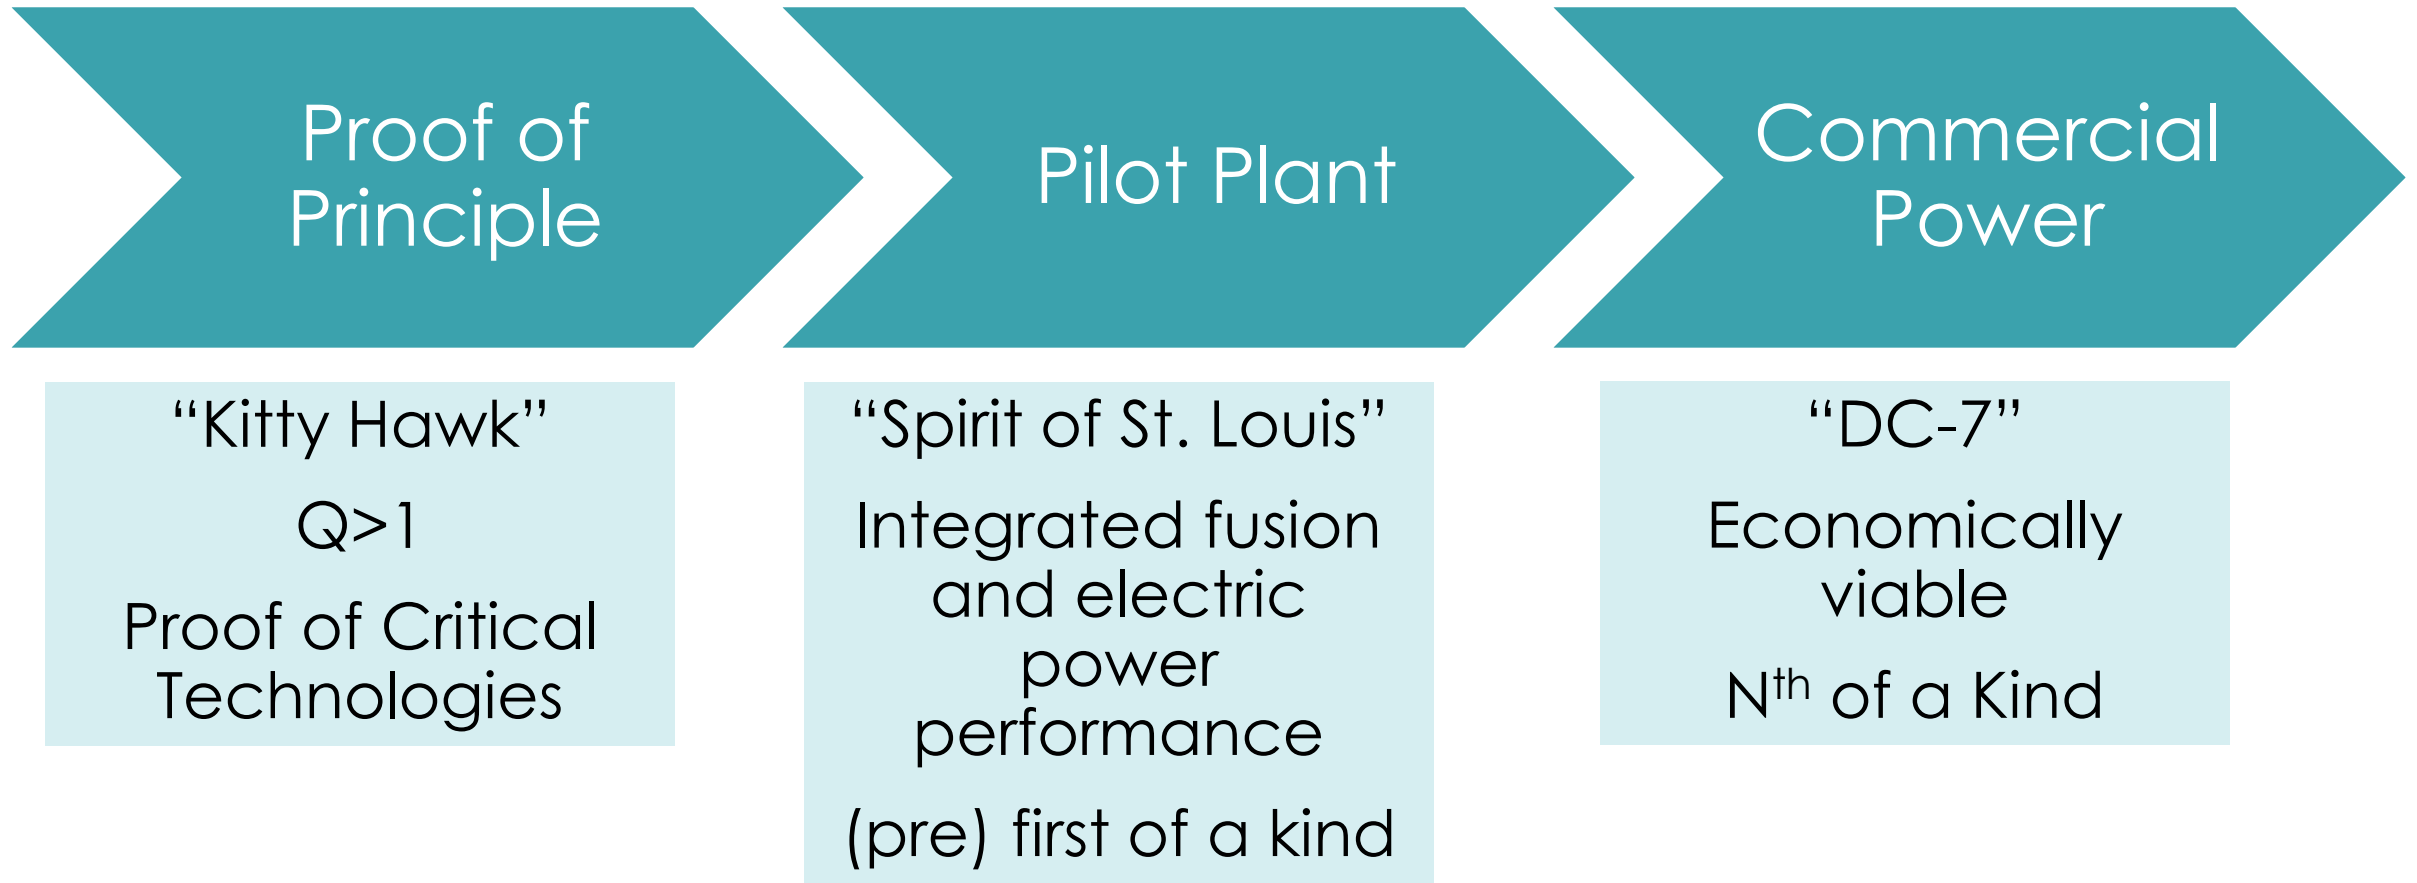 Proof of
Principle
Pilot Plant
Commercial
Power
“Kitty Hawk”
Q>1
Proof of Critical
Technologies
“Spirit of St. Louis”
Integrated fusion
and electric
power
performance
(pre) first of a kind
“DC-7”
Economically
viable
Nth of a Kind